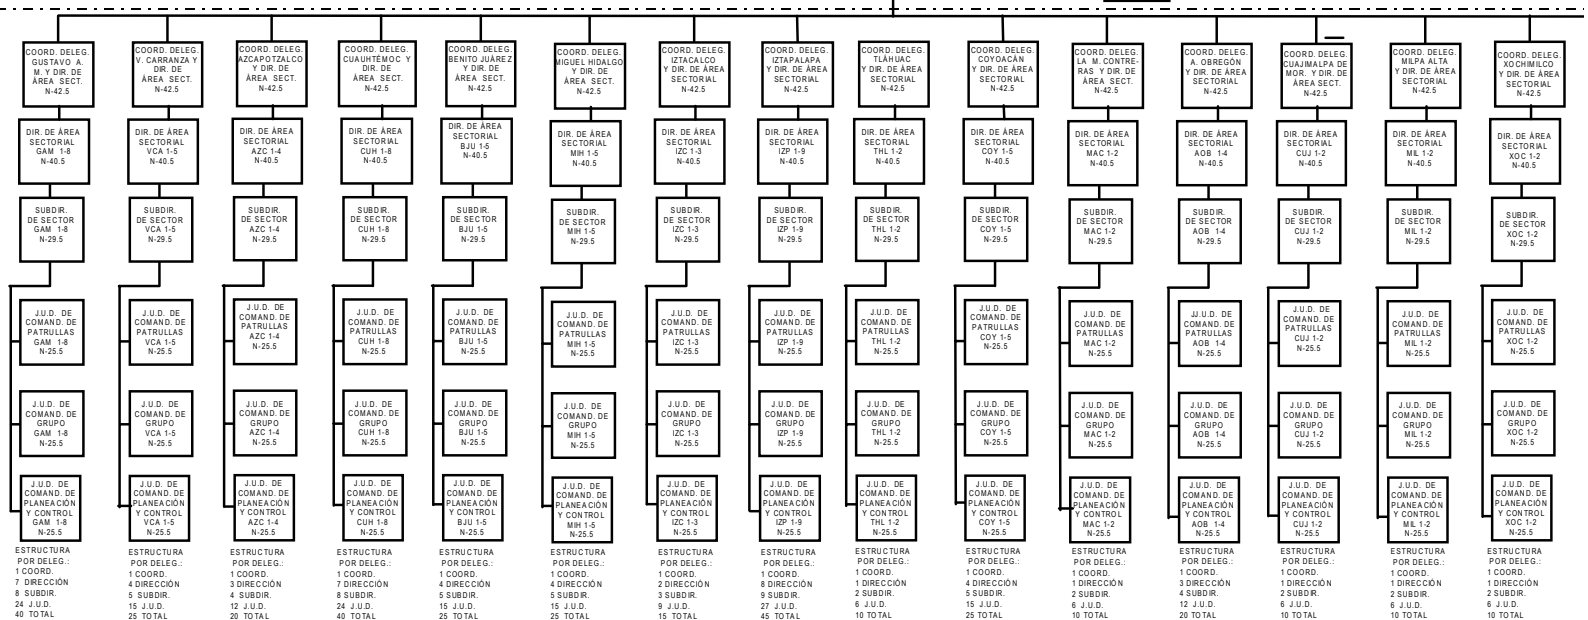 COORD. DELEG.
GUSTAVO A.
M. Y DIR. DE
ÁREA SECT.
N-42.5
DIR. DE ÁREA
SECTORIAL
GAM 1-8
N-40.5
SUBDIR.
DE SECTOR
GAM 1-8
N-29.5
J.U.D. DE
COMAND. DE
PATRULLAS
GAM 1-8
N-25.5
J.U.D. DE
COMAND. DE
GRUPO
GAM 1-8
N-25.5
J.U.D. DE
COMAND. DE
PLANEACIÓN
Y CONTROL
GAM 1-8
N-25.5
ESTRUCTURA
POR DELEG.:
1 COORD.
7 DIRECCIÓN
8 SUBDIR.
24 J.U.D.
40 TOTAL
COORD. DELEG.
V. CARRANZA Y
DIR. DE
ÁREA SECT.
N-42.5
DIR. DE ÁREA
SECTORIAL
VCA 1-5
N-40.5
SUBDIR.
DE SECTOR
VCA 1-5
N-29.5
J.U.D. DE
COMAND. DE
PATRULLAS
VCA 1-5
N-25.5
J.U.D. DE
COMAND. DE
GRUPO
VCA 1-5
N-25.5
J.U.D. DE
COMAND. DE
PLANEACIÓN
Y CONTROL
VCA 1-5
N-25.5
ESTRUCTURA
POR DELEG.:
1 COORD.
4 DIRECCIÓN
5 SUBDIR.
15 J.U.D.
25 TOTAL
COORD. DELEG.
AZCAPOTZALCO
Y DIR. DE
ÁREA SECT.
N-42.5
DIR. DE ÁREA
SECTORIAL
AZC 1-4
N-40.5
SUBDIR.
DE SECTOR
AZC 1-4
N-29.5
J.U.D. DE
COMAND. DE
PATRULLAS
AZC 1-4
N-25.5
J.U.D. DE
COMAND. DE
GRUPO
AZC 1-4
N-25.5
J.U.D. DE
COMAND. DE
PLANEACIÓN
Y CONTROL
AZC 1-4
N-25.5
ESTRUCTURA
POR DELEG.:
1 COORD.
3 DIRECCIÓN
4 SUBDIR.
12 J.U.D.
20 TOTAL
COORD. DELEG.
CUAUHTÉMOC Y
DIR. DE
ÁREA SECT.
N-42.5
DIR. DE ÁREA
SECTORIAL
CUH 1-8
N-40.5
SUBDIR.
DE SECTOR
CUH 1-8
N-29.5
J.U.D. DE
COMAND. DE
PATRULLAS
CUH 1-8
N-25.5
J.U.D. DE
COMAND. DE
GRUPO
CUH 1-8
N-25.5
J.U.D. DE
COMAND. DE
PLANEACIÓN
Y CONTROL
CUH 1-8
N-25.5
ESTRUCTURA
POR DELEG.:
1 COORD.
7 DIRECCIÓN
8 SUBDIR.
24 J.U.D.
40 TOTAL
COORD. DELEG.
BENITO JUÁREZ
Y DIR. DE
ÁREA SECT.
N-42.5
DIR. DE ÁREA
SECTORIAL
BJU 1-5
N-40.5
SUBDIR.
DE SECTOR
BJU 1-5
N-29.5
J.U.D. DE
COMAND. DE
PATRULLAS
BJU 1-5
N-25.5
J.U.D. DE
COMAND. DE
GRUPO
BJU 1-5
N-25.5
J.U.D. DE
COMAND. DE
PLANEACIÓN
Y CONTROL
BJU 1-5
N-25.5
ESTRUCTURA
POR DELEG.:
1 COORD.
4 DIRECCIÓN
5 SUBDIR.
15 J.U.D.
25 TOTAL
COORD. DELEG.
MIGUEL HIDALGO
Y DIR. DE
ÁREA SECT.
N-42.5
DIR. DE ÁREA
SECTORIAL
MIH 1-5
N-40.5
SUBDIR.
DE SECTOR
MIH 1-5
N-29.5
J.U.D. DE
COMAND. DE
PATRULLAS
MIH 1-5
N-25.5
J.U.D. DE
COMAND. DE
GRUPO
MIH 1-5
N-25.5
J.U.D. DE
COMAND. DE
PLANEACIÓN
Y CONTROL
MIH 1-5
N-25.5
ESTRUCTURA
POR DELEG.:
1 COORD.
4 DIRECCIÓN
5 SUBDIR.
15 J.U.D.
25 TOTAL
COORD. DELEG.
IZTACALCO
Y DIR. DE ÁREA
SECTORIAL
N-42.5
DIR. DE ÁREA
SECTORIAL
IZC 1-3
N-40.5
SUBDIR.
DE SECTOR
IZC 1-3
N-29.5
J.U.D. DE
COMAND. DE
PATRULLAS
IZC 1-3
N-25.5
J.U.D. DE
COMAND. DE
GRUPO
IZC 1-3
N-25.5
J.U.D. DE
COMAND. DE
PLANEACIÓN
Y CONTROL
IZC 1-3
N-25.5
ESTRUCTURA
POR DELEG.:
1 COORD.
2 DIRECCIÓN
3 SUBDIR.
9 J.U.D.
15 TOTAL
COORD. DELEG.
IZTAPALAPA
Y DIR. DE ÁREA
SECTORIAL
N-42.5
DIR. DE ÁREA
SECTORIAL
IZP 1-9
N-40.5
SUBDIR.
DE SECTOR
IZP 1-9
N-29.5
J.U.D. DE
COMAND. DE
PATRULLAS
IZP 1-9
N-25.5
J.U.D. DE
COMAND. DE
GRUPO
IZP 1-9
N-25.5
J.U.D. DE
COMAND. DE
PLANEACIÓN
Y CONTROL
IZP 1-9
N-25.5
ESTRUCTURA
POR DELEG.:
1 COORD.
8 DIRECCIÓN
9 SUBDIR.
27 J.U.D.
45 TOTAL
COORD. DELEG.
TLÁHUAC
Y DIR. DE ÁREA
SECTORIAL
N-42.5
DIR. DE ÁREA
SECTORIAL
THL 1-2
N-40.5
SUBDIR.
DE SECTOR
THL 1-2
N-29.5
J.U.D. DE
COMAND. DE
PATRULLAS
THL 1-2
N-25.5
J.U.D. DE
COMAND. DE
GRUPO
THL 1-2
N-25.5
J.U.D. DE
COMAND. DE
PLANEACIÓN
Y CONTROL
THL 1-2
N-25.5
ESTRUCTURA
POR DELEG.:
1 COORD.
1 DIRECCIÓN
2 SUBDIR.
6 J.U.D.
10 TOTAL
COORD. DELEG.
COYOACÁN
Y DIR. DE ÁREA
SECTORIAL
N-42.5
DIR. DE ÁREA
SECTORIAL
COY 1-5
N-40.5
SUBDIR.
DE SECTOR
COY 1-5
N-29.5
J.U.D. DE
COMAND. DE
PATRULLAS
COY 1-5
N-25.5
J.U.D. DE
COMAND. DE
GRUPO
COY 1-5
N-25.5
J.U.D. DE
COMAND. DE
PLANEACIÓN
Y CONTROL
COY 1-5
N-25.5
ESTRUCTURA
POR DELEG.:
1 COORD.
4 DIRECCIÓN
5 SUBDIR.
15 J.U.D.
25 TOTAL
COORD. DELEG.
LA M. CONTRE-
RAS Y DIR. DE
ÁREA SECT.
N-42.5
DIR. DE ÁREA
SECTORIAL
MAC 1-2
N-40.5
SUBDIR.
DE SECTOR
MAC 1-2
N-29.5
J.U.D. DE
COMAND. DE
PATRULLAS
MAC 1-2
N-25.5
J.U.D. DE
COMAND. DE
GRUPO
MAC 1-2
N-25.5
J.U.D. DE
COMAND. DE
PLANEACIÓN
Y CONTROL
MAC 1-2
N-25.5
ESTRUCTURA
POR DELEG.:
1 COORD.
1 DIRECCIÓN
2 SUBDIR.
6 J.U.D.
10 TOTAL
COORD. DELEG.
A. OBREGÓN
Y DIR. DE ÁREA
SECTORIAL
N-42.5
DIR. DE ÁREA
SECTORIAL
AOB 1-4
N-40.5
SUBDIR.
DE SECTOR
AOB 1-4
N-29.5
JJ.U.D. DE
COMAND. DE
PATRULLAS
AOB 1-4
N-25.5
J.U.D. DE
COMAND. DE
GRUPO
AOB 1-4
N-25.5
J.U.D. DE
COMAND. DE
PLANEACIÓN
Y CONTROL
AOB 1-4
N-25.5
ESTRUCTURA
POR DELEG.:
1 COORD.
3 DIRECCIÓN
4 SUBDIR.
12 J.U.D.
20 TOTAL
COORD. DELEG.
CUAJIMALPA DE
MOR. Y DIR. DE
ÁREA SECT.
N-42.5
DIR. DE ÁREA
SECTORIAL
CUJ 1-2
N-40.5
SUBDIR.
DE SECTOR
CUJ 1-2
N-29.5
J.U.D. DE
COMAND. DE
PATRULLAS
CUJ 1-2
N-25.5
J.U.D. DE
COMAND. DE
GRUPO
CUJ 1-2
N-25.5
J.U.D. DE
COMAND. DE
PLANEACIÓN
Y CONTROL
CUJ 1-2
N-25.5
ESTRUCTURA
POR DELEG.:
1 COORD.
1 DIRECCIÓN
2 SUBDIR.
6 J.U.D.
10 TOTAL
COORD. DELEG.
MILPA ALTA
Y DIR. DE ÁREA
SECTORIAL
N-42.5
DIR. DE ÁREA
SECTORIAL
MIL 1-2
N-40.5
SUBDIR.
DE SECTOR
MIL 1-2
N-29.5
J.U.D. DE
COMAND. DE
PATRULLAS
MIL 1-2
N-25.5
J.U.D. DE
COMAND. DE
GRUPO
MIL 1-2
N-25.5
J.U.D. DE
COMAND. DE
PLANEACIÓN
Y CONTROL
MIL 1-2
N-25.5
ESTRUCTURA
POR DELEG.:
1 COORD.
1 DIRECCIÓN
2 SUBDIR.
6 J.U.D.
10 TOTAL
COORD. DELEG.
XOCHIMILCO
Y DIR. DE ÁREA
SECTORIAL
N-42.5
DIR. DE ÁREA
SECTORIAL
XOC 1-2
N-40.5
SUBDIR.
DE SECTOR
XOC 1-2
N-29.5
J.U.D. DE
COMAND. DE
PATRULLAS
XOC 1-2
N-25.5
J.U.D. DE
COMAND. DE
GRUPO
XOC 1-2
N-25.5
J.U.D. DE
COMAND. DE
PLANEACIÓN
Y CONTROL
XOC 1-2
N-25.5
ESTRUCTURA
POR DELEG.:
1 COORD.
1 DIRECCIÓN
2 SUBDIR.
6 J.U.D.
10 TOTAL